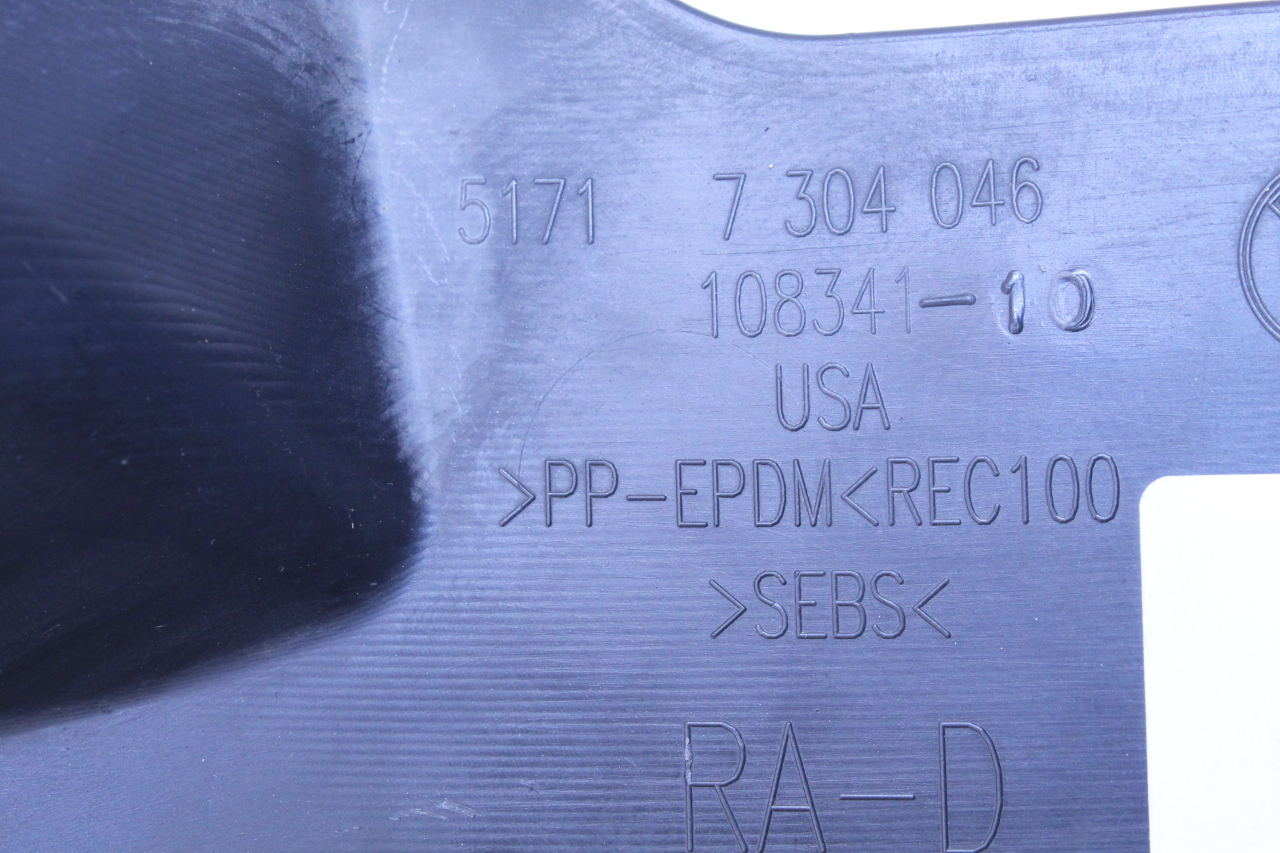 5171 7 304 046
108341-10
USA
>PP-EPDM<REC100
>SEBS<
RA-D